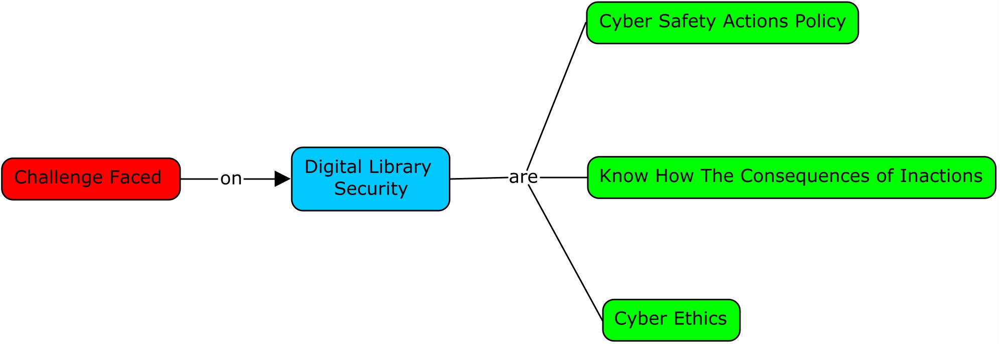 Cyber Safety Actions Policy
Challenge Faced
on
Digital Library
Security
are
Know How The Consequences of Inactions
Cyber Ethics